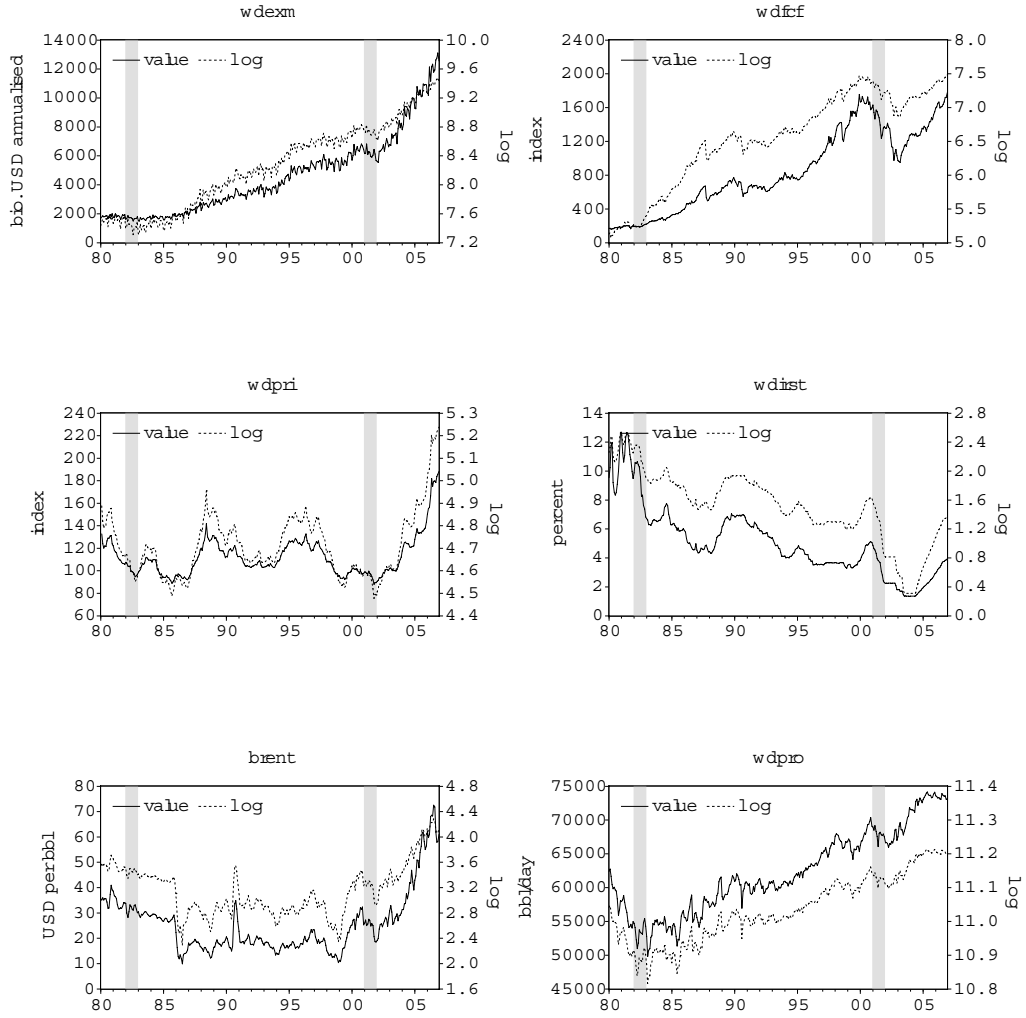 wdexm
bio. USD annualised
14000
12000
10000
8000
6000
4000
2000
0
value
log
10.0
9.6
9.2
8.8
8.4
8.0
7.6
7.2
log
80 85 90 95 00 05
wdfcf
index
2400
2000
1600
1200
800
400
0
value
log
8.0
7.5
7.0
6.5
6.0
5.5
5.0
log
80 85 90 95 00 05
wdpri
index
240
220
200
180
160
140
120
100
80
60
value
log
5.3
5.2
5.1
5.0
4.9
4.8
4.7
4.6
4.5
4.4
log
80 85 90 95 00 05
wdirst
percent
14
12
10
8
6
4
2
0
value
log
2.8
2.4
2.0
1.6
1.2
0.8
0.4
0.0
log
80 85 90 95 00 05
brent
USD per bbl
80
70
60
50
40
30
20
10
0
value
log
4.8
4.4
4.0
3.6
3.2
2.8
2.4
2.0
1.6
log
80 85 90 95 00 05
wdpro
bbl/day
75000
70000
65000
60000
55000
50000
45000
value
log
11.4
11.3
11.2
11.1
11.0
10.9
10.8
log
80 85 90 95 00 05